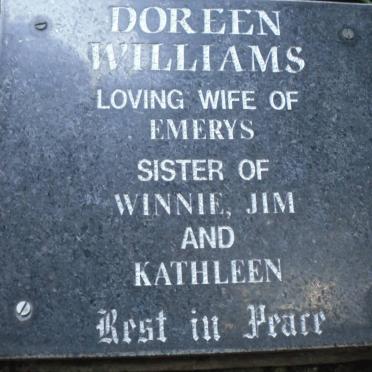 DOREEN
WILLIAMS
LOVING WIFE OF
EMERYS
SISTER OF
WINNIE, JIM
AND
KATHLEEN
Rest in Peace